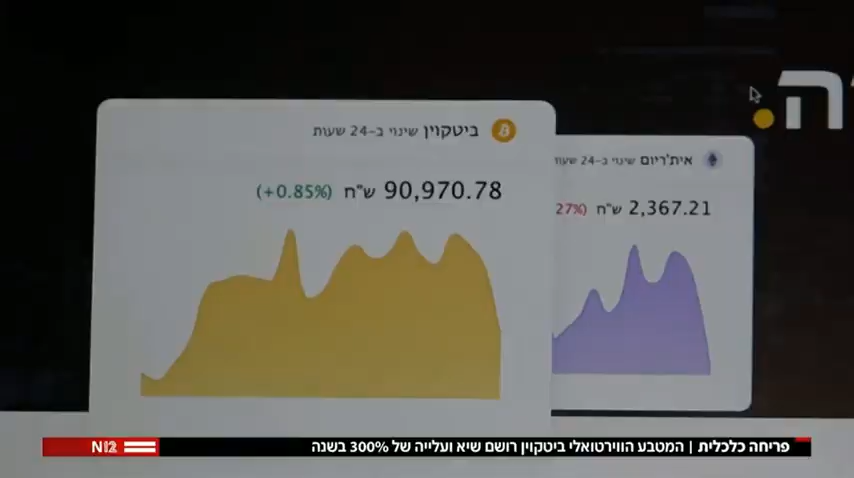 ה.
ביטקוין שינוי ב-24 שעות
90,970.78 ש"ח (+0.85%)
אית'ריום שינוי ב-24 שעות
2,367.21 ש"ח 27%)
פריחה כלכלית | המטבע הווירטואלי ביטקוין רושם שיא ועלייה של 300% בשנה
N12